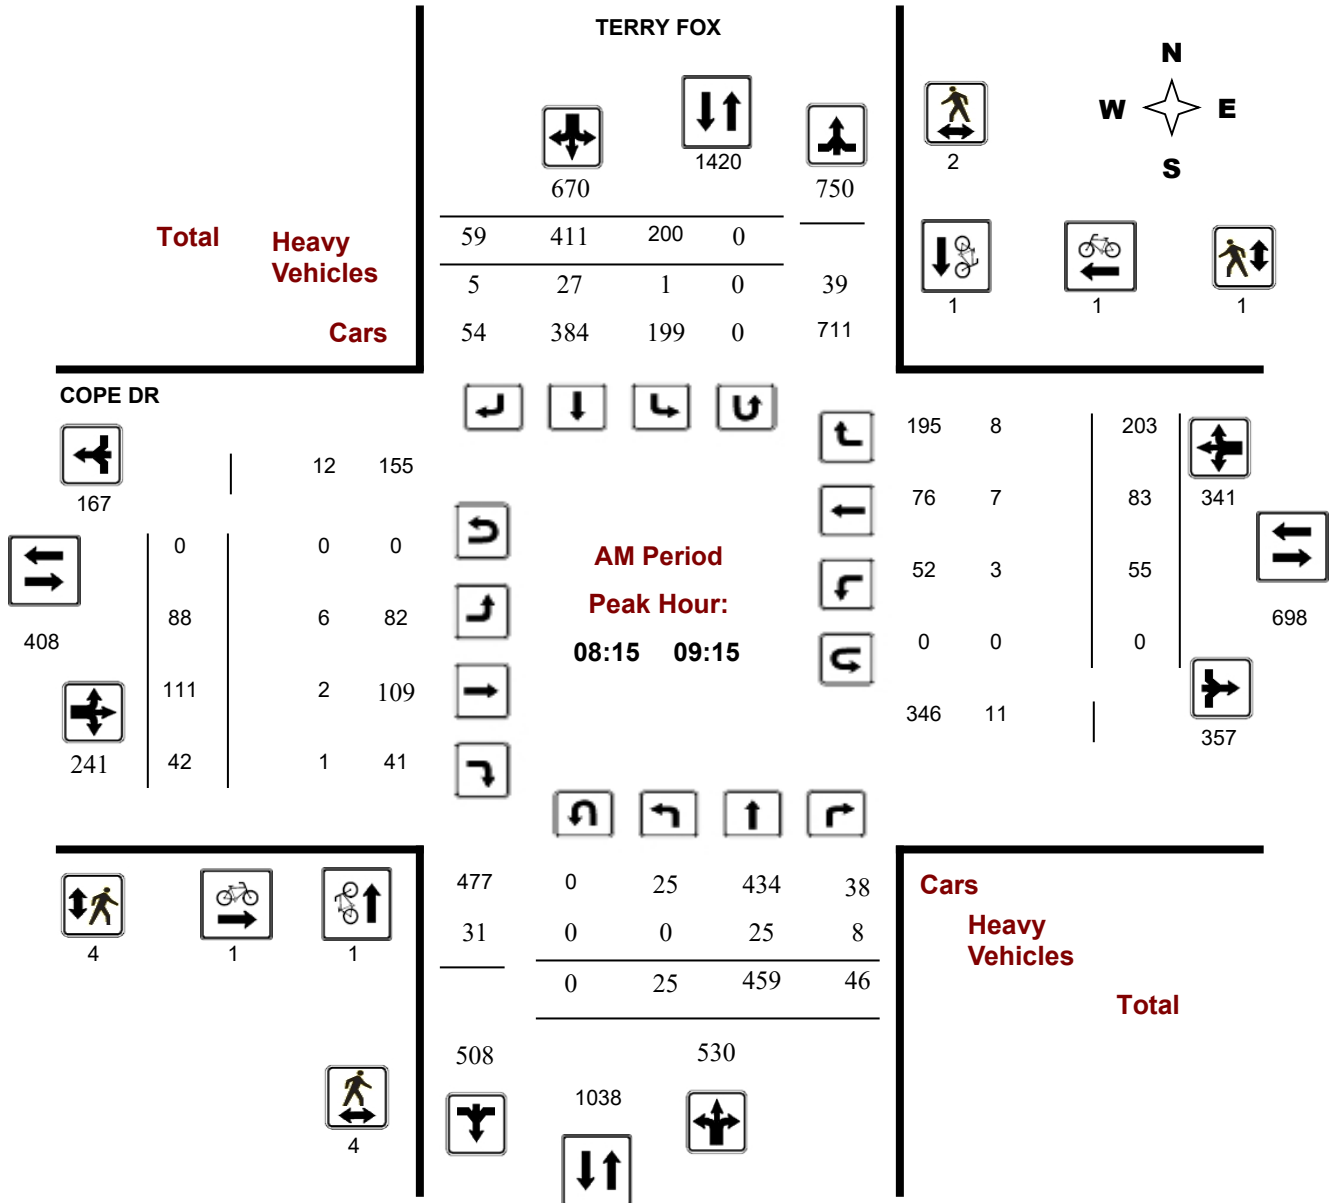 TERRY FOX
N
W E
S
1420
670
750
2
Total Heavy Vehicles
Cars
59 411 200 0
5 27 1 0 39
54 384 199 0 711
1 1 1
COPE DR
167
12 155
0 0 0
88 6 82
408
111 2 109
241
42 1 41
AM Period
Peak Hour:
08:15 09:15
195 8 203
341
76 7 83
52 3 55
698
0 0 0
346 11
357
4 1 1
477 0 25 434 38
31 0 0 25 8
0 25 459 46
Cars
Heavy
Vehicles
Total
508 530
1038
4